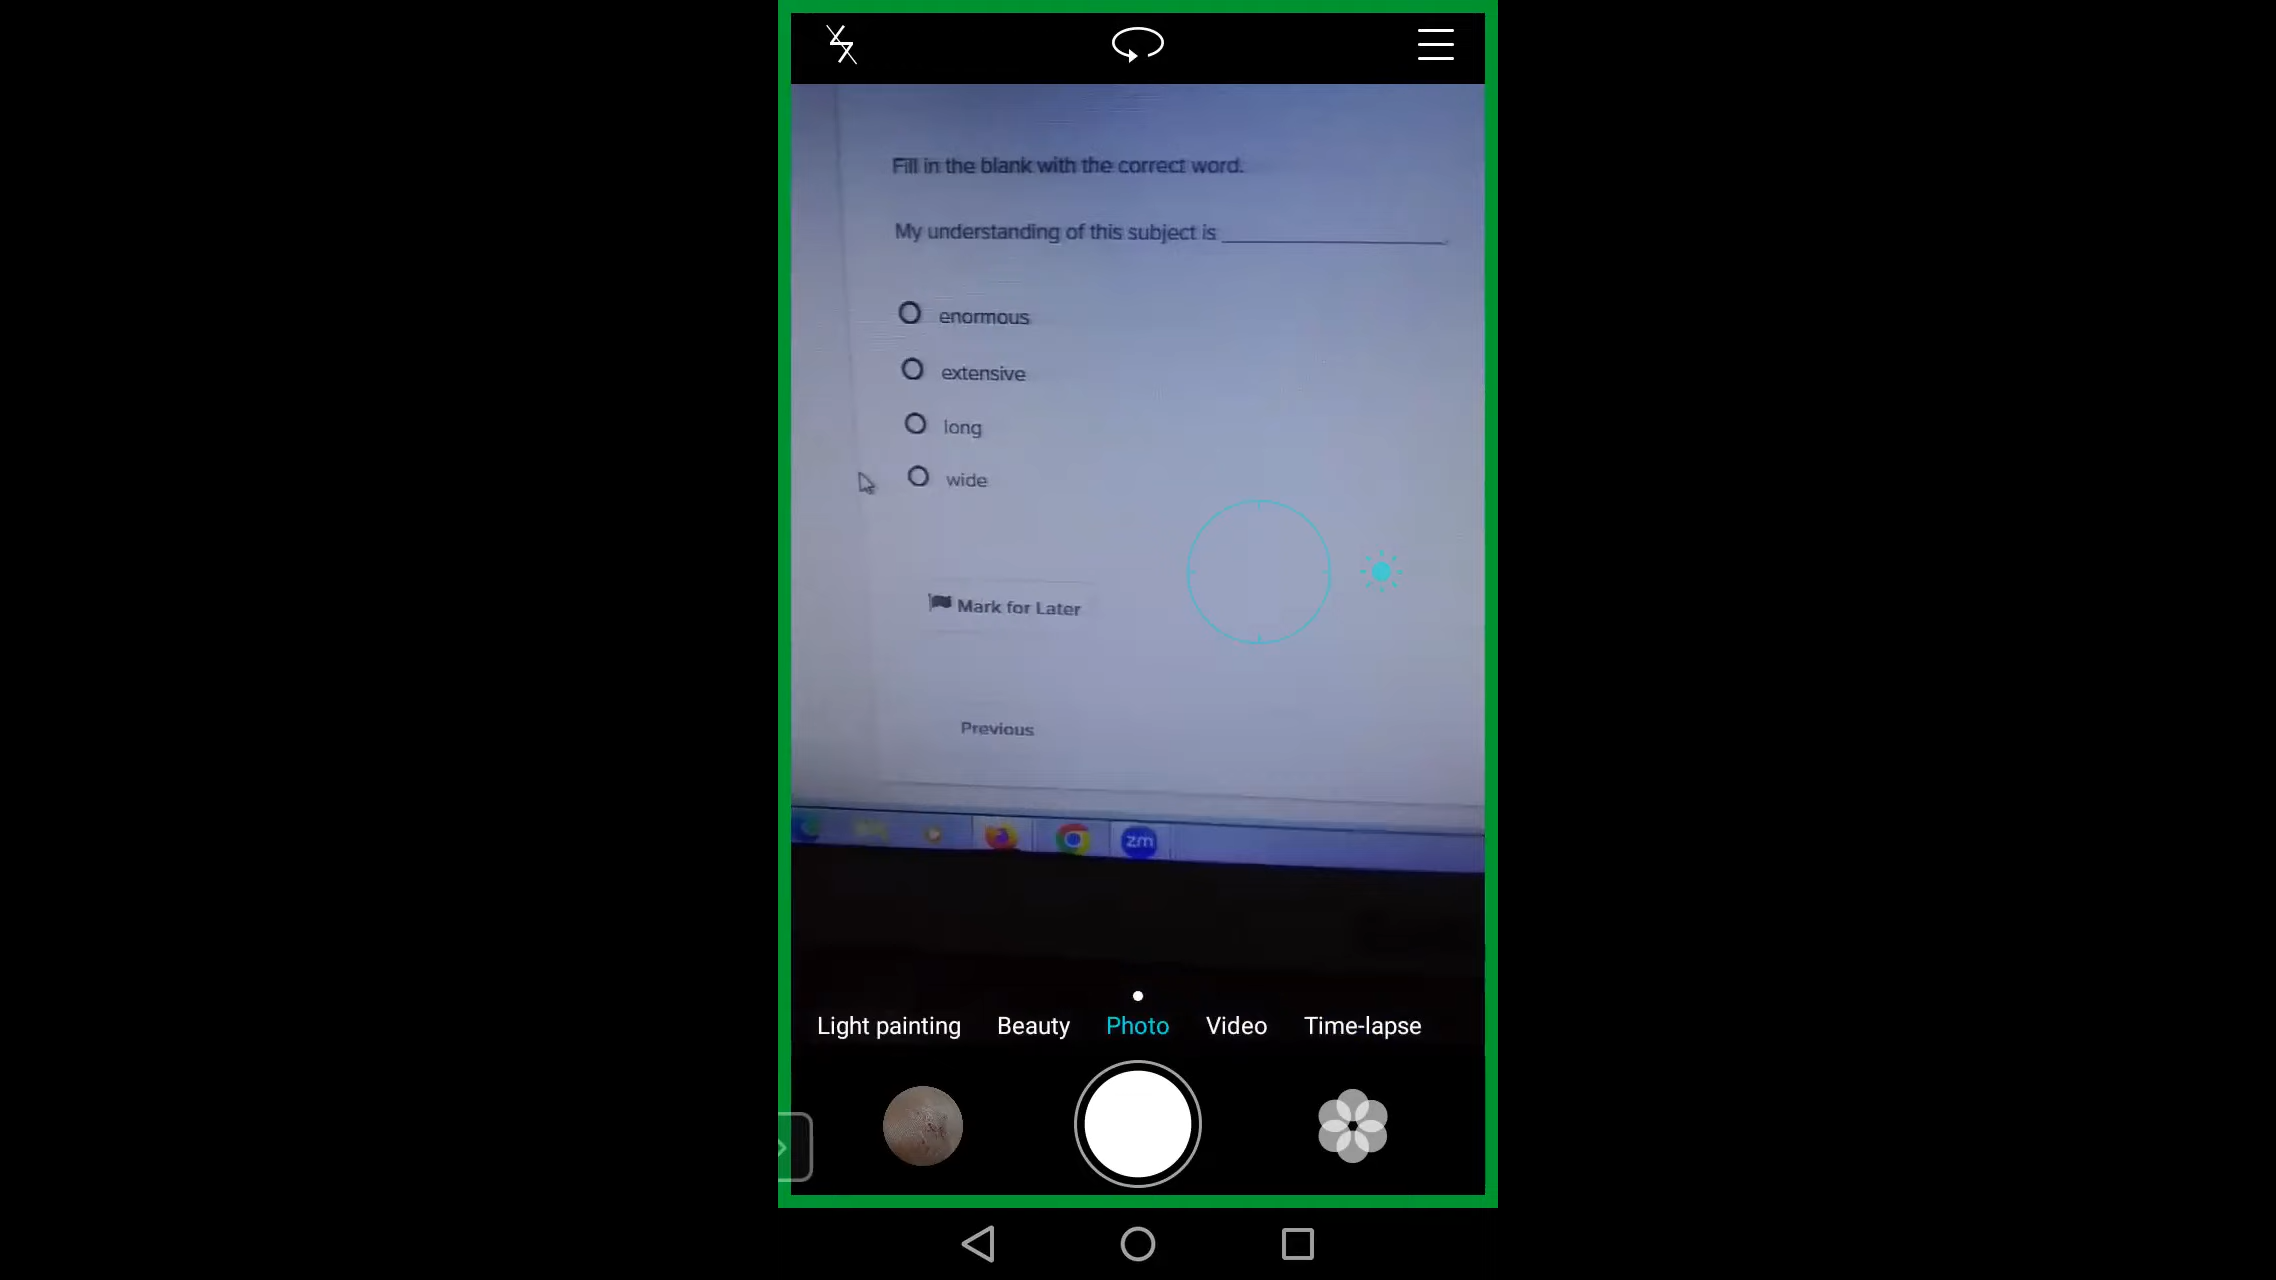 Fill in the blank with the correct word.
My understanding of this subject is ____________________.
enormous
extensive
long
wide
Mark for Later
Previous
zm
Light painting
Beauty
Photo
Video
Time-lapse